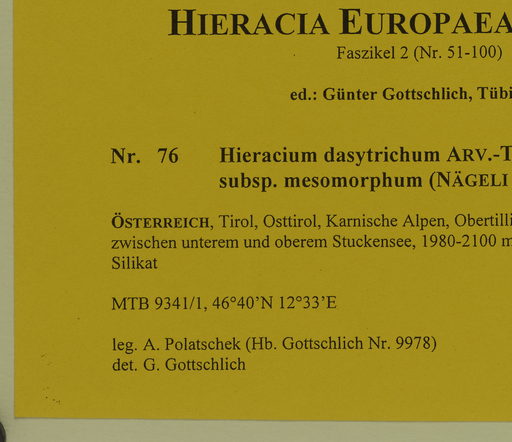 HIERACIA EUROPAEA
Faszikel 2 (Nr. 51-100)
ed.: Günter Gottschlich, Tübi
Nr. 76 Hieracium dasytrichum ARV.-T
subsp. mesomorphum (NÄGELI
ÖSTERREICH, Tirol, Osttirol, Karnische Alpen, Obertilli
zwischen unterem und oberem Stuckensee, 1980-2100 m
Silikat
MTB 9341/1, 46°40’N 12°33’E
leg. A. Polatschek (Hb. Gottschlich Nr. 9978)
det. G. Gottschlich